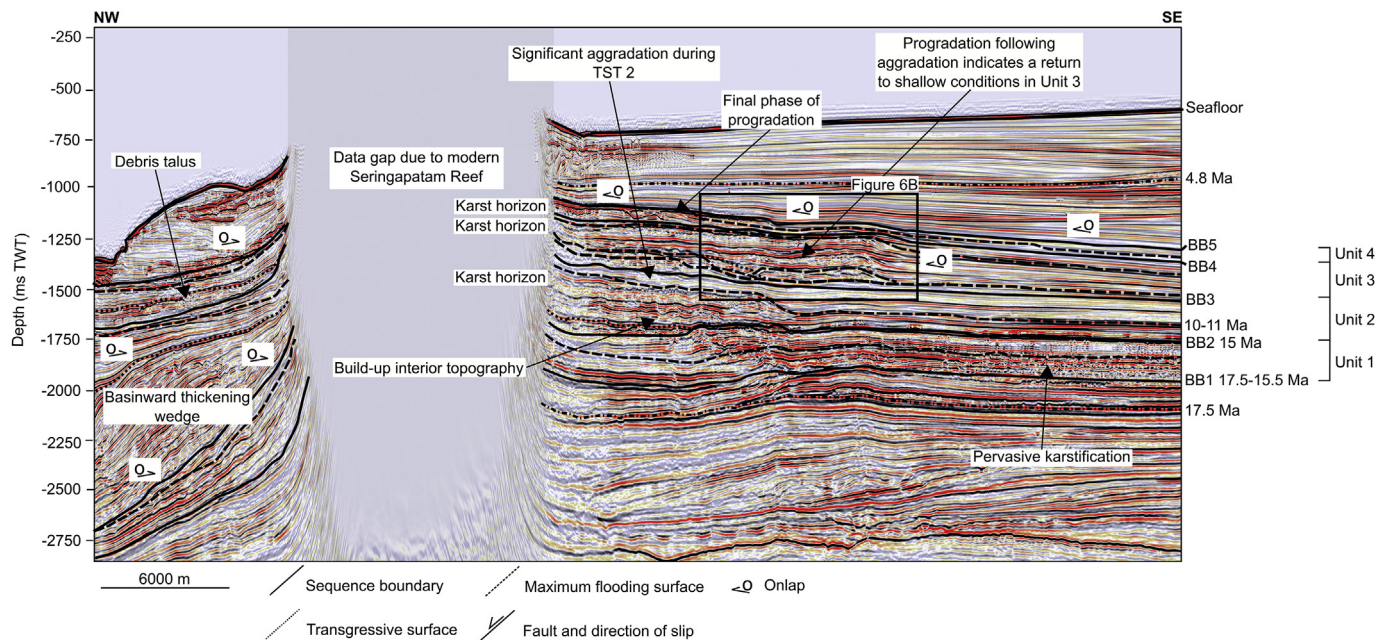 NW
SE
-250
-500
-750
-1000
-1250
-1500
-1750
-2000
-2250
-2500
-2750
Depth (ms TWT)
Significant aggradation during
TST 2
Progradation following
aggradation indicates a return
to shallow conditions in Unit 3
Final phase of
progradation
Debris talus
Data gap due to modern
Seringapatam Reef
Figure 6B
Karst horizon
Karst horizon
Karst horizon
Build-up interior topography
Basinward thickening
wedge
Pervasive karstification
O
O
O
O
O
O
O
O
Seafloor
4.8 Ma
BB5
BB4
BB3
10-11 Ma
BB2 15 Ma
BB1 17.5-15.5 Ma
17.5 Ma
Unit 4
Unit 3
Unit 2
Unit 1
6000 m
Sequence boundary
Maximum flooding surface
O Onlap
Transgressive surface
Fault and direction of slip